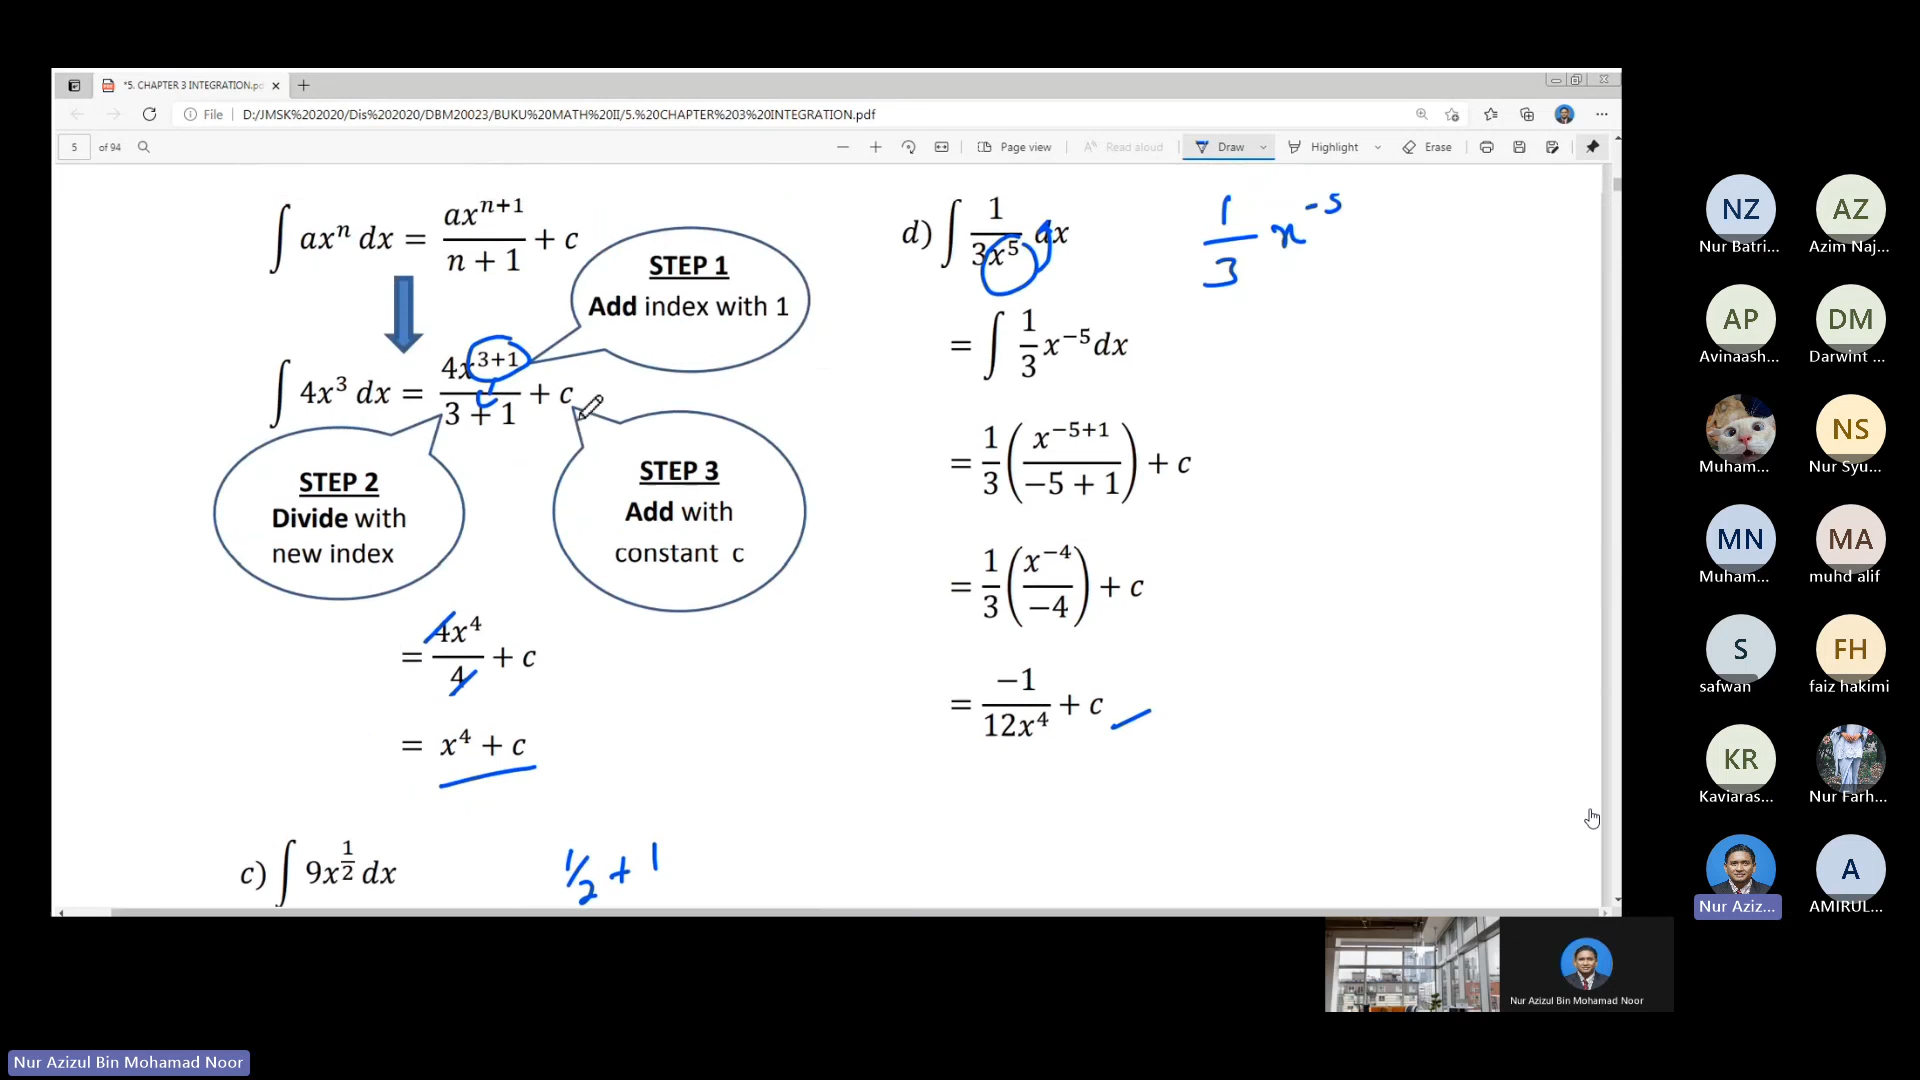 *5. CHAPTER 3 INTEGRATION.pc
File D:/JMSK%202020/Dis%202020/DBM20023/BUKU%20MATH%20II/5.%20CHAPTER%203%20INTEGRATION.pdf
5 of 94
Page view Read aloud Draw Highlight Erase
∫ axⁿ dx = axⁿ⁺¹/(n + 1) + c
STEP 1
Add index with 1
∫ 4x³ dx = 4x³⁺¹/(3 + 1) + c
STEP 2
Divide with
new index
STEP 3
Add with
constant c
= 4x⁴/4 + c
= x⁴ + c
c) ∫ 9x^(1/2) dx
1/2 + 1
d) ∫ 1/(3x⁵) dx
1/3 x⁻⁵
= ∫ 1/3 x⁻⁵dx
= 1/3 (x⁻⁵⁺¹/(−5 + 1)) + c
= 1/3 (x⁻⁴/−4) + c
= −1/(12x⁴) + c
NZ AZ
Nur Batri... Azim Naj...
AP DM
Avinaash... Darwint ...
NS
Muham... Nur Syu...
MN MA
Muham... muhd alif
S FH
safwan faiz hakimi
KR
Kaviaras... Nur Farh...
A
Nur Aziz... AMIRUL...
Nur Azizul Bin Mohamad Noor
Nur Azizul Bin Mohamad Noor